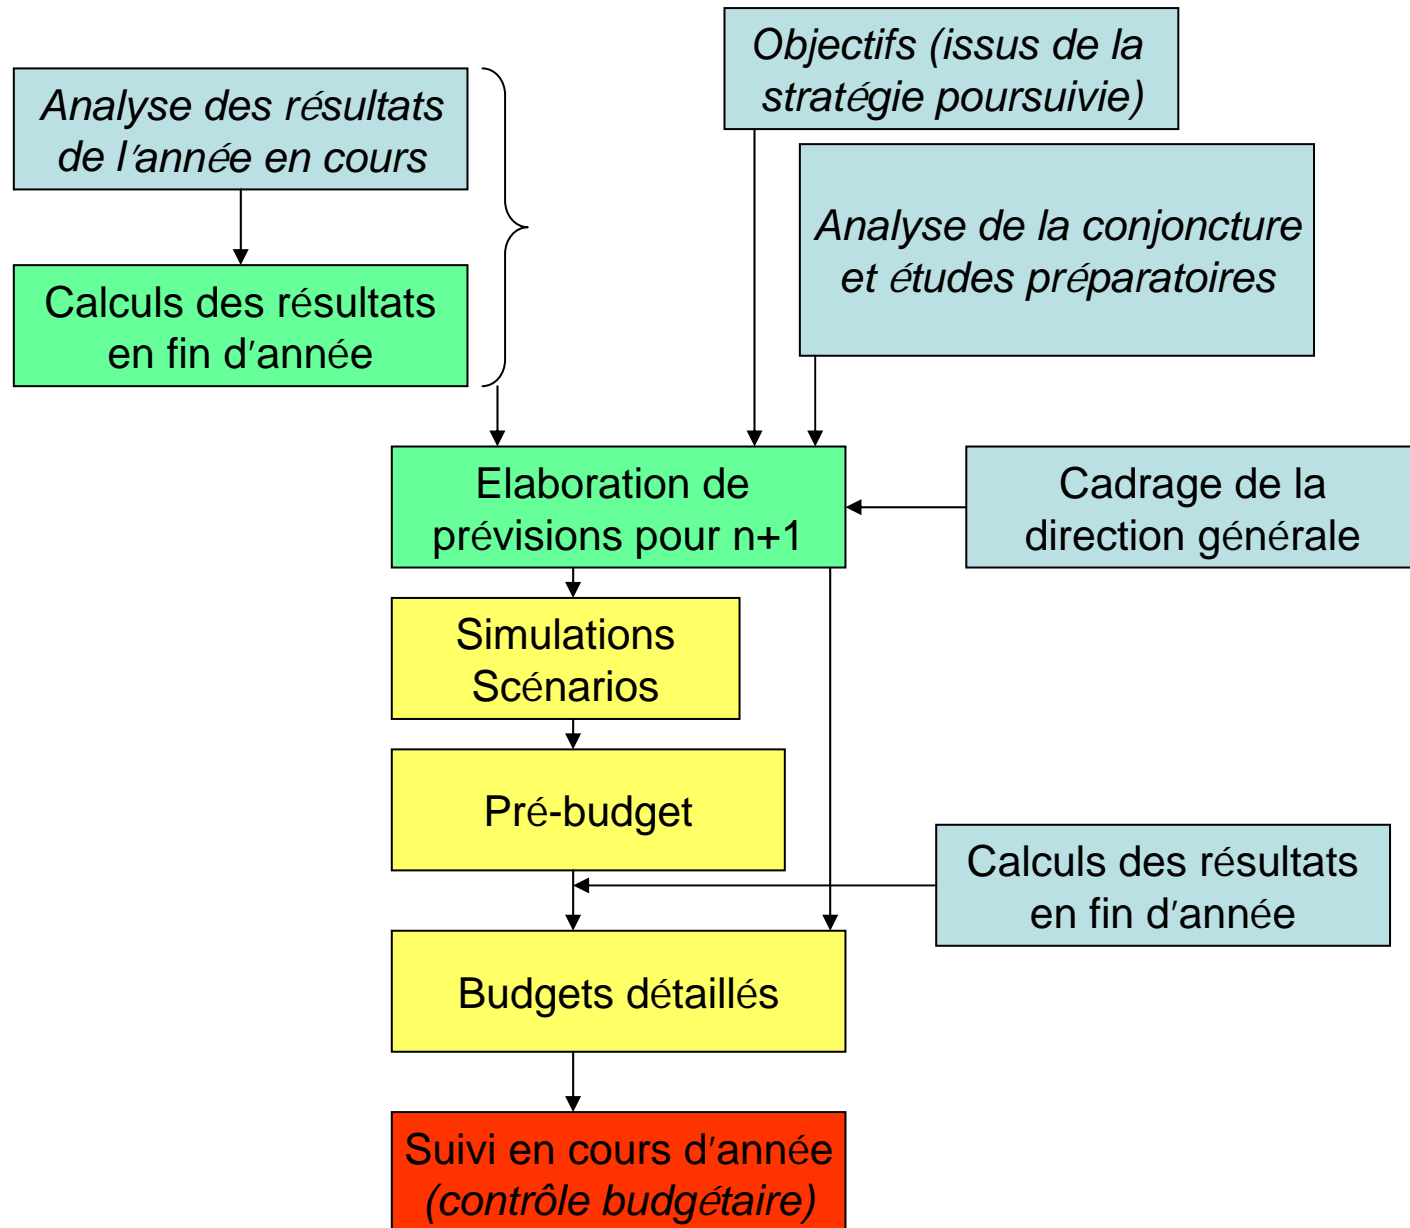 Objectifs (issus de la
stratégie poursuivie)
Analyse des résultats
de l'année en cours
Analyse de la conjoncture
et études préparatoires
Calculs des résultats
en fin d'année
Elaboration de
prévisions pour n+1
Cadrage de la
direction générale
Simulations
Scénarios
Pré-budget
Calculs des résultats
en fin d'année
Budgets détaillés
Suivi en cours d'année
(contrôle budgétaire)